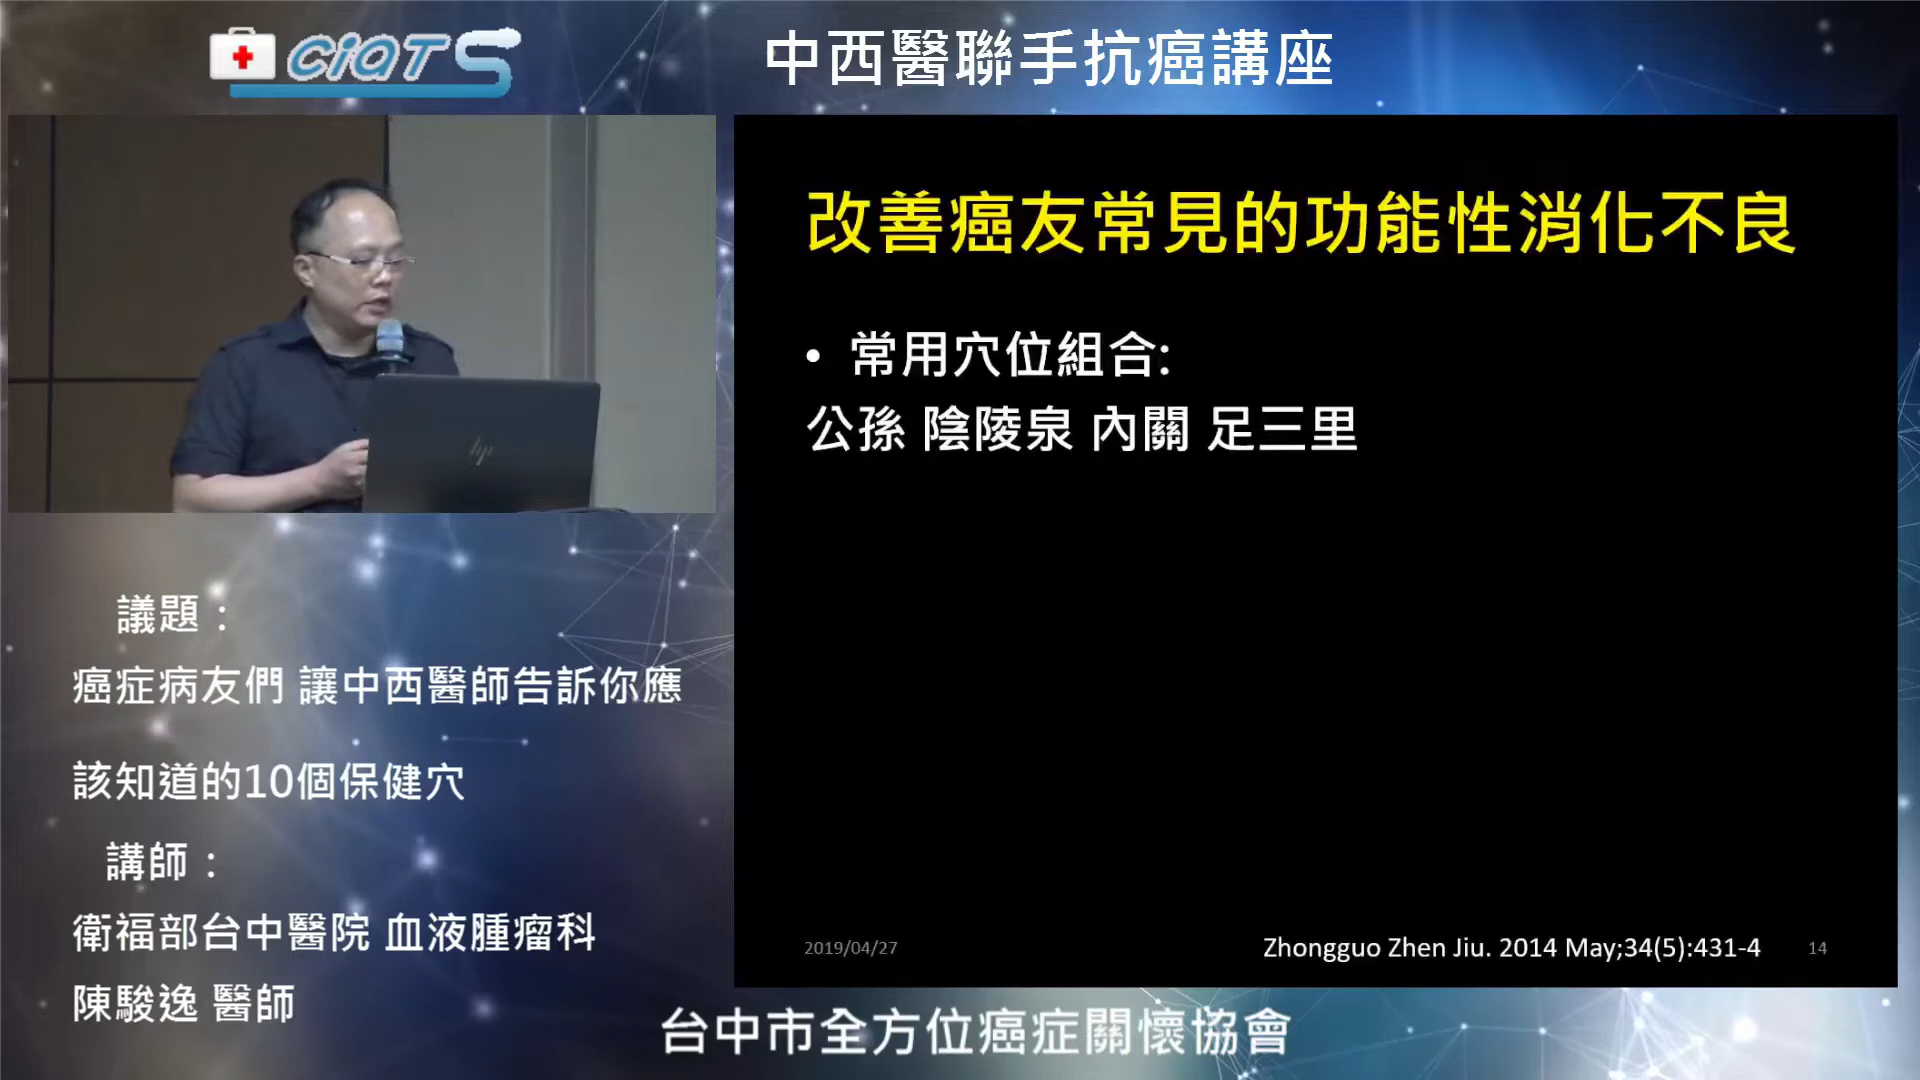 CiATS
中西醫聯手抗癌講座
改善癌友常見的功能性消化不良
• 常用穴位組合:
公孫 陰陵泉 內關 足三里
2019/04/27
Zhongguo Zhen Jiu. 2014 May;34(5):431-4
14
hp
議題：
癌症病友們 讓中西醫師告訴你應
該知道的10個保健穴
講師：
衛福部台中醫院 血液腫瘤科
陳駿逸 醫師
台中市全方位癌症關懷協會